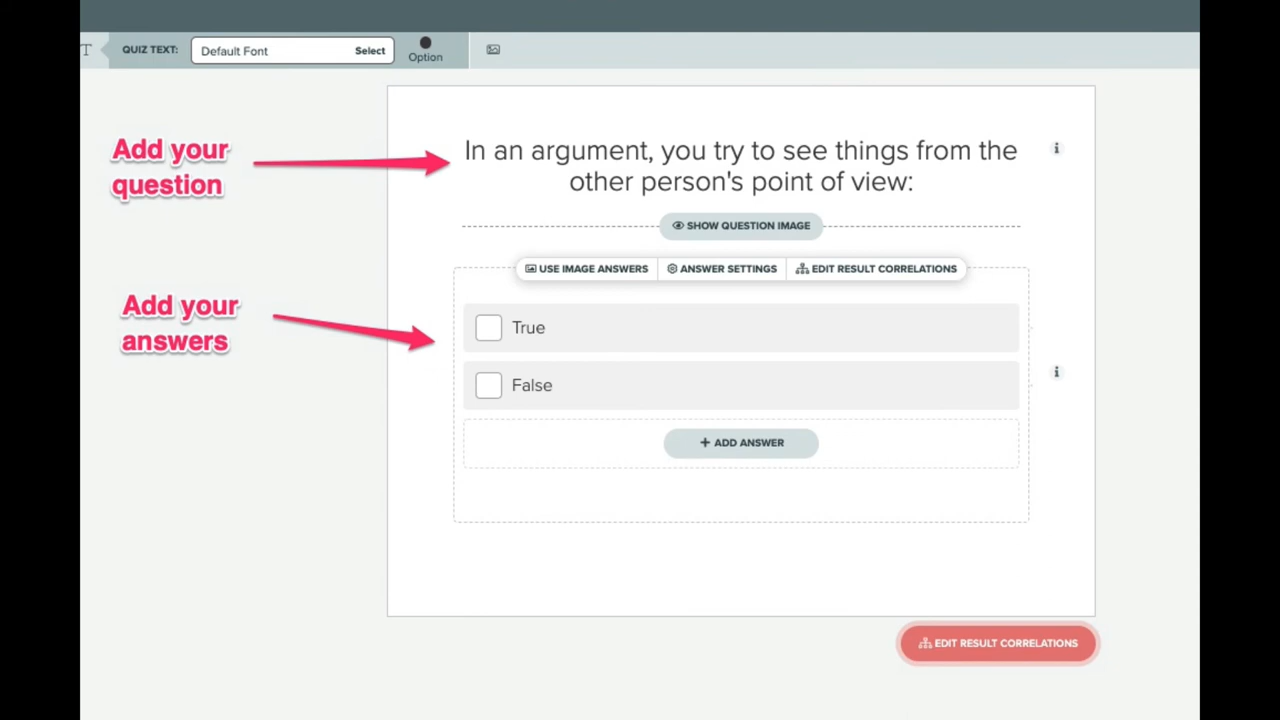 T QUIZ TEXT: Default Font Select Option
Add your
question
In an argument, you try to see things from the
other person's point of view:
SHOW QUESTION IMAGE
USE IMAGE ANSWERS ANSWER SETTINGS EDIT RESULT CORRELATIONS
Add your
answers
True
False
+ ADD ANSWER
EDIT RESULT CORRELATIONS